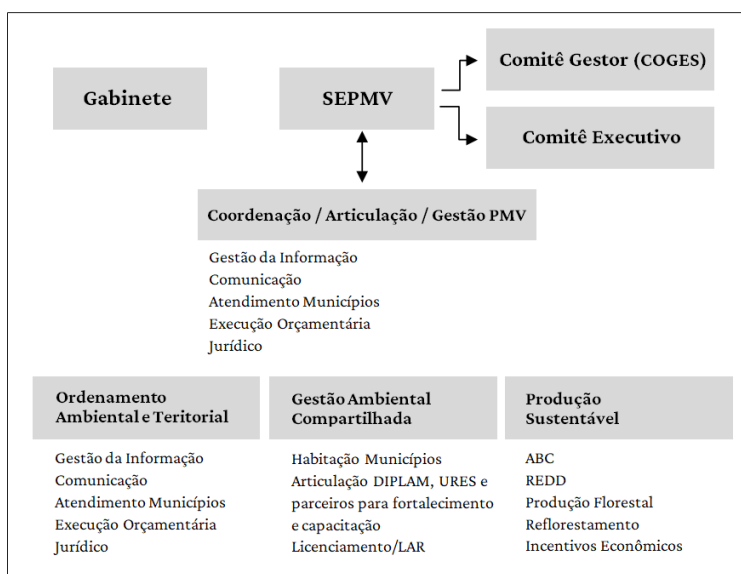 Gabinete
SEPMV
Comitê Gestor (COGES)
Comitê Executivo
Coordenação / Articulação / Gestão PMV
Gestão da Informação
Comunicação
Atendimento Municípios
Execução Orçamentária
Jurídico
Ordenamento
Ambiental e Teritorial
Gestão da Informação
Comunicação
Atendimento Municípios
Execução Orçamentária
Jurídico
Gestão Ambiental
Compartilhada
Habitação Municípios
Articulação DIPLAM, URES e
parceiros para fortalecimento
e capacitação
Licenciamento/LAR
Produção
Sustentável
ABC
REDD
Produção Florestal
Reflorestamento
Incentivos Econômicos